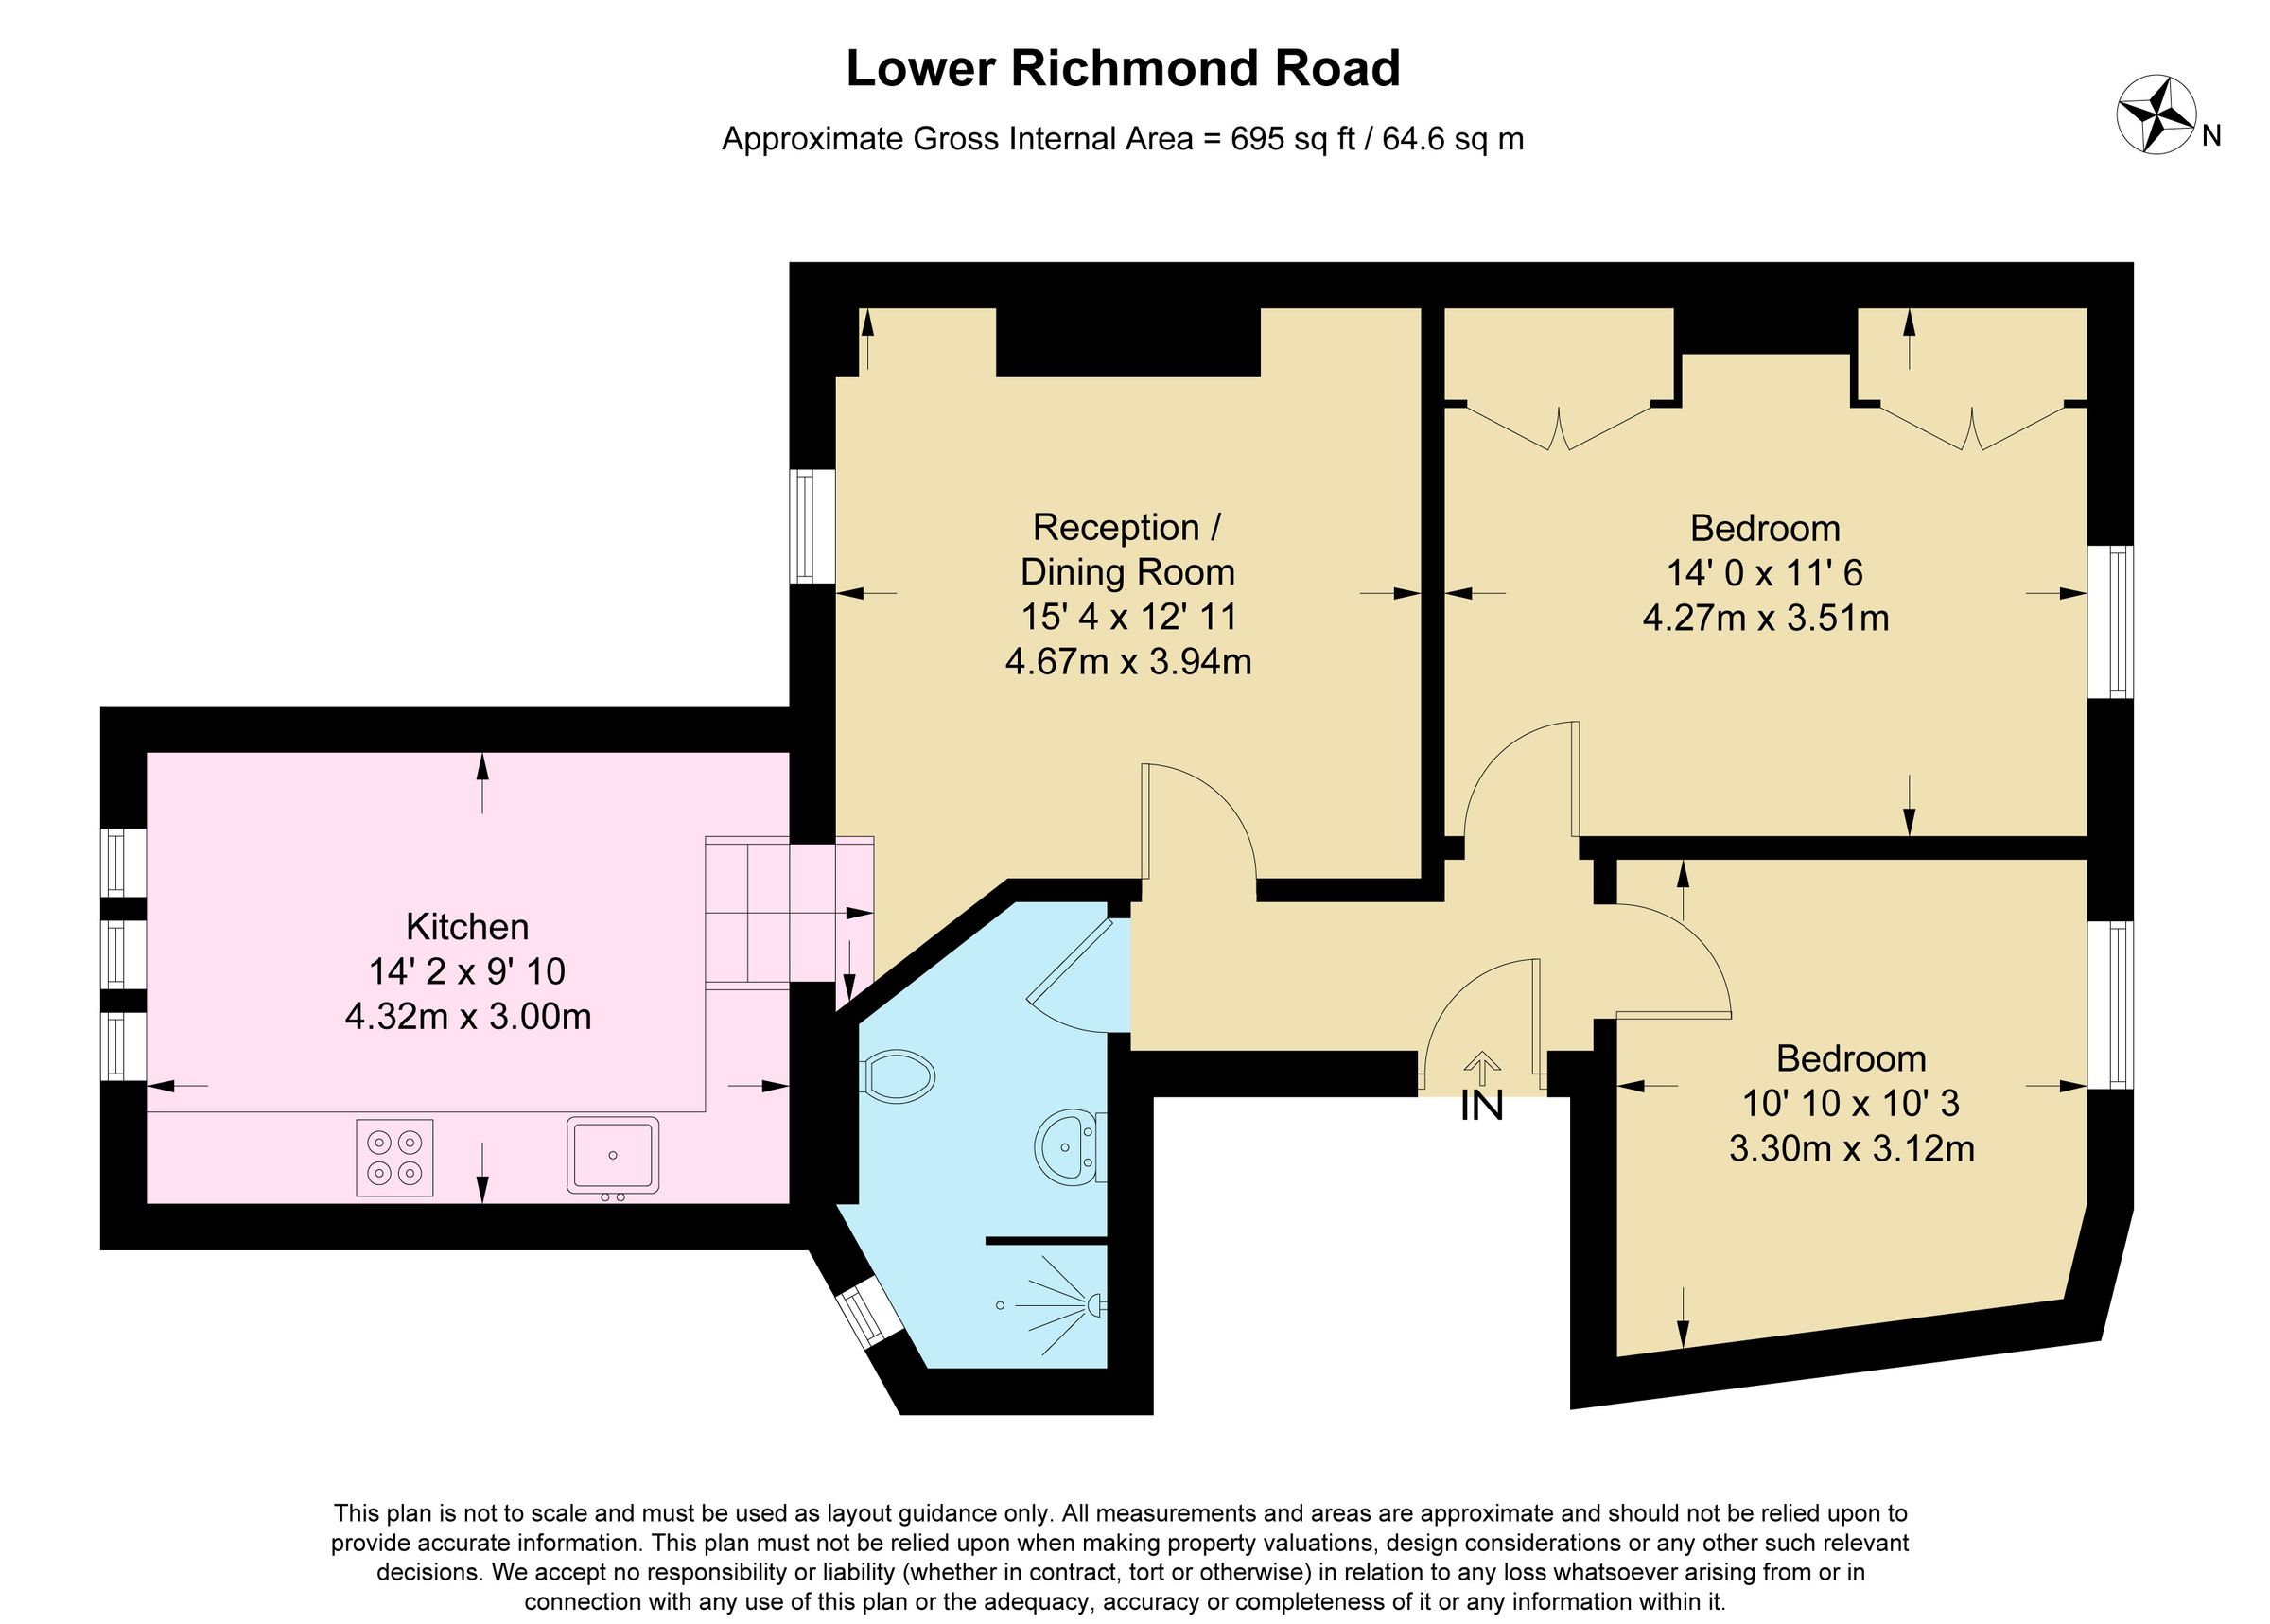 Lower Richmond Road
Approximate Gross Internal Area = 695 sq ft / 64.6 sq m
N
Reception /
Dining Room
15' 4 x 12' 11
4.67m x 3.94m
Bedroom
14' 0 x 11' 6
4.27m x 3.51m
Kitchen
14' 2 x 9' 10
4.32m x 3.00m
IN
Bedroom
10' 10 x 10' 3
3.30m x 3.12m
This plan is not to scale and must be used as layout guidance only. All measurements and areas are approximate and should not be relied upon to
provide accurate information. This plan must not be relied upon when making property valuations, design considerations or any other such relevant
decisions. We accept no responsibility or liability (whether in contract, tort or otherwise) in relation to any loss whatsoever arising from or in
connection with any use of this plan or the adequacy, accuracy or completeness of it or any information within it.